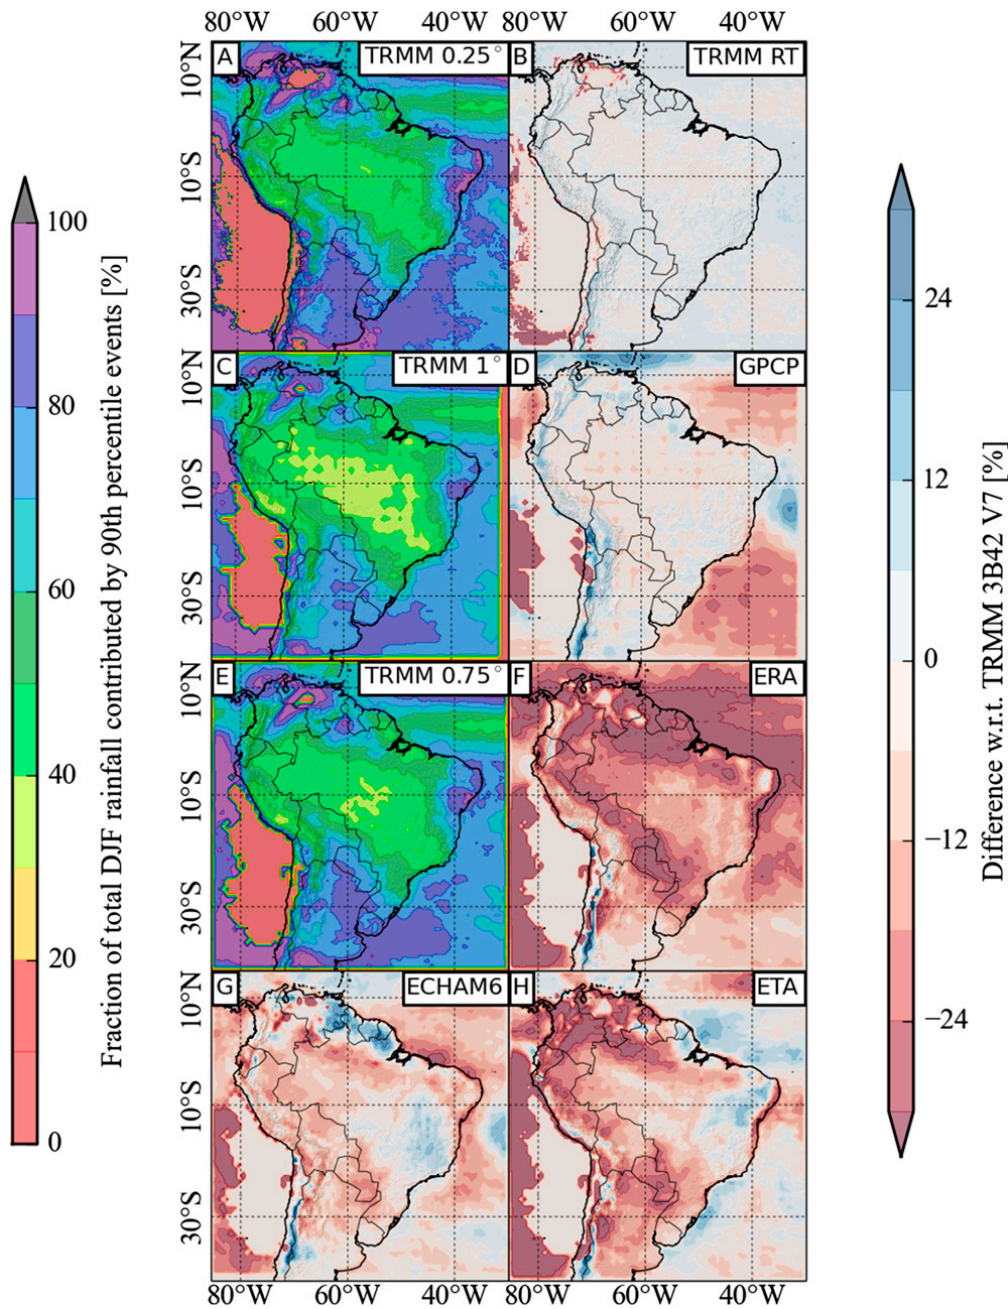 80°W 60°W 40°W
A TRMM 0.25° B TRMM RT
10°N
10°S
30°S
C TRMM 1° D GPCP
10°N
10°S
30°S
E TRMM 0.75° F ERA
10°N
10°S
30°S
G ECHAM6 H ETA
10°N
10°S
30°S
80°W 60°W 40°W 80°W 60°W 40°W
100
80
60
40
20
0
Fraction of total DJF rainfall contributed by 90th percentile events [%]
24
12
0
−12
−24
Difference w.r.t. TRMM 3B42 V7 [%]
80°W 60°W 40°W